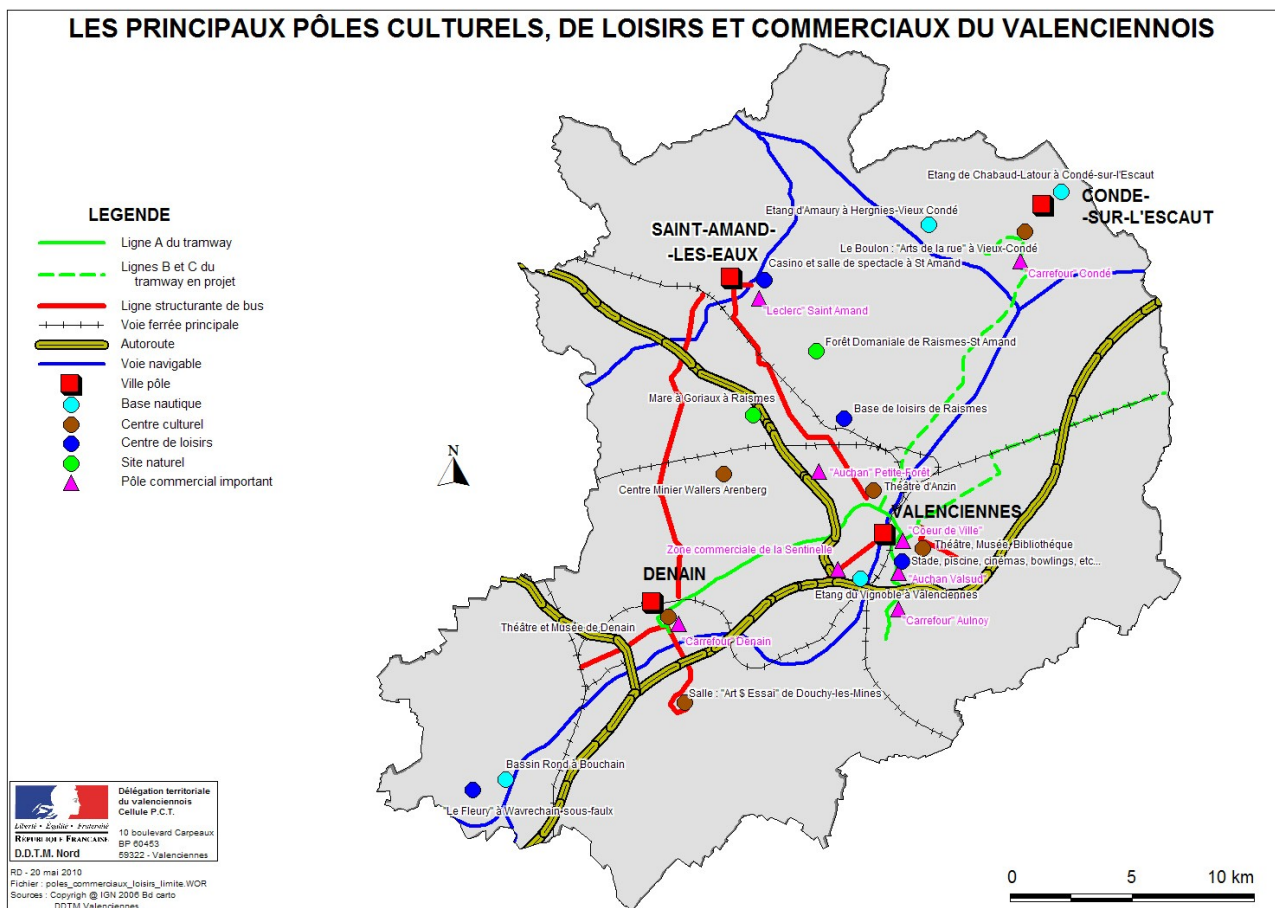 LES PRINCIPAUX PÔLES CULTURELS, DE LOISIRS ET COMMERCIAUX DU VALENCIENNOIS
LEGENDE
Ligne A du tramway
Lignes B et C du
tramway en projet
Ligne structurante de bus
Voie ferrée principale
Autoroute
Voie navigable
Ville pôle
Base nautique
Centre culturel
Centre de loisirs
Site naturel
Pôle commercial important
N
Etang de Chabaud-Latour à Condé-sur-l'Escaut
CONDE-
-SUR-L'ESCAUT
Etang d'Amaury à Hergnies-Vieux Condé
SAINT-AMAND-
-LES-EAUX
Le Boulon : "Arts de la rue" à Vieux-Condé
Casino et salle de spectacle à St Amand
"Carrefour" Condé
"Leclerc" Saint Amand
Forêt Domaniale de Raismes-St Amand
Mare à Goriaux à Raismes
Base de loisirs de Raismes
"Auchan" Petite-Forêt
Centre Minier Wallers Arenberg
Théâtre d'Anzin
VALENCIENNES
"Coeur de Ville"
Théâtre, Musée, Bibliothéque
Zone commerciale de la Sentinelle
Stade, piscine, cinémas, bowlings, etc...
DENAIN
"Auchan Valsud"
Etang du Vignoble à Valenciennes
"Carrefour" Aulnoy
Théâtre et Musée de Denain
"Carrefour" Denain
Salle : "Art $ Essai" de Douchy-les-Mines
Bassin Rond à Bouchain
"Le Fleury" à Wavrechain-sous-faulx
Liberté • Égalité • Fraternité
RÉPUBLIQUE FRANÇAISE
D.D.T.M. Nord
Délégation territoriale
du valenciennois
Cellule P.C.T.
10 boulevard Carpeaux
BP 60453
59322 - Valenciennes
RD - 20 mai 2010
Fichier : poles_commerciaux_loisirs_limite.WOR
Sources : Copyrigh @ IGN 2006 Bd carto
DDTM Valenciennes
0 5 10 km